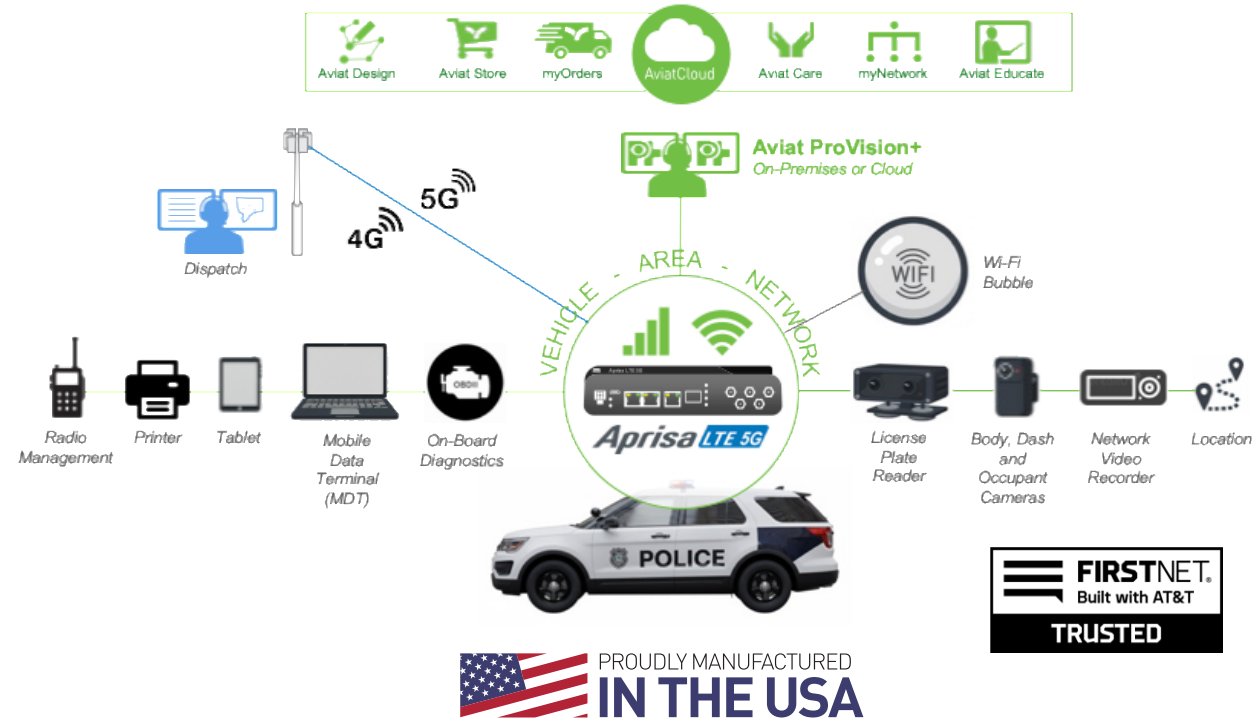 Aviat Design
Aviat Store
myOrders
AviatCloud
Aviat Care
myNetwork
Aviat Educate
Aviat ProVision+
On-Premises or Cloud
5G
4G
Dispatch
VEHICLE - AREA - NETWORK
WIFI
Wi-Fi
Bubble
Aprisa LTE 5G
OBDII
Aprisa LTE 5G
Radio
Management
Printer
Tablet
Mobile
Data
Terminal
(MDT)
On-Board
Diagnostics
License
Plate
Reader
Body, Dash
and
Occupant
Cameras
Network
Video
Recorder
Location
POLICE
FIRSTNET®
Built with AT&T
TRUSTED
PROUDLY MANUFACTURED
IN THE USA